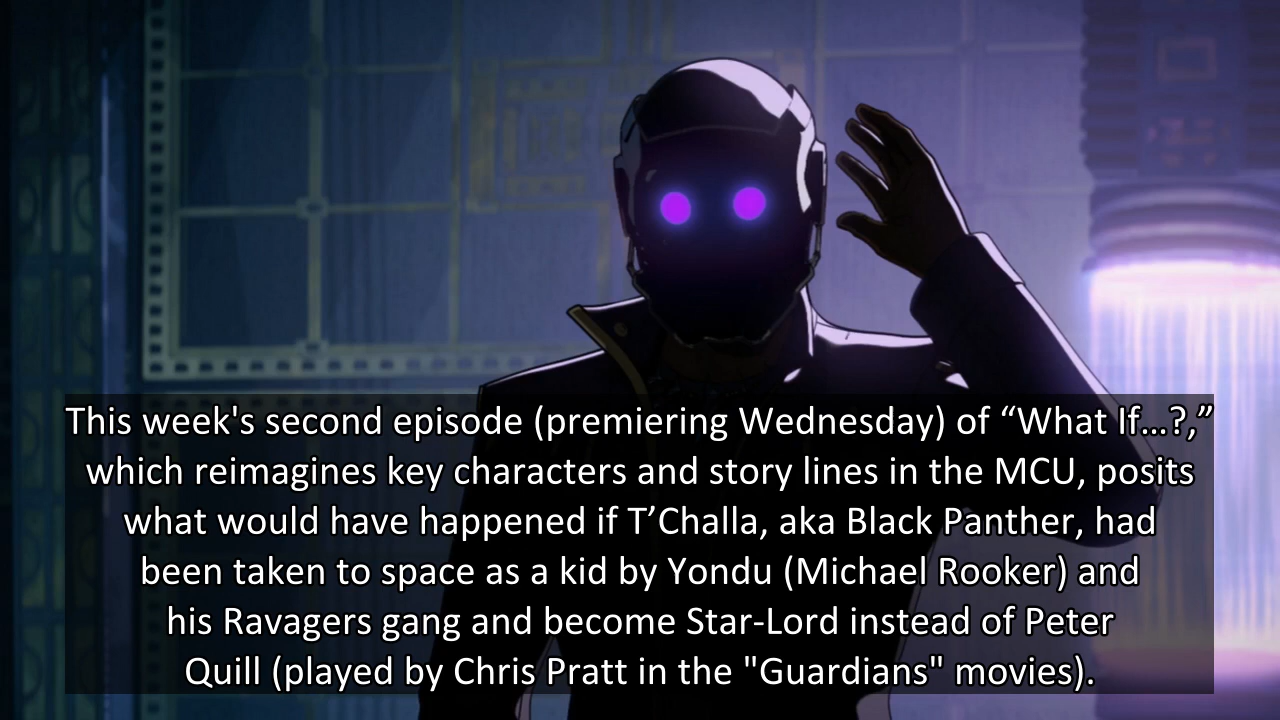 This week's second episode (premiering Wednesday) of “What If…?,”
which reimagines key characters and story lines in the MCU, posits
what would have happened if T’Challa, aka Black Panther, had
been taken to space as a kid by Yondu (Michael Rooker) and
his Ravagers gang and become Star-Lord instead of Peter
Quill (played by Chris Pratt in the "Guardians" movies).